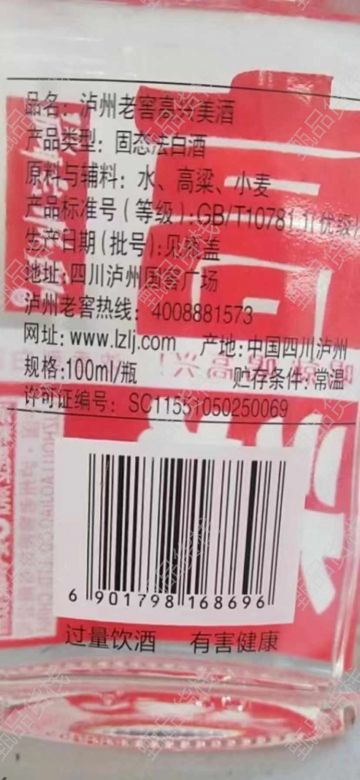 品名：泸州老窖高粱美酒
产品类型：固态法白酒
原料与辅料：水、高粱、小麦
产品标准号（等级）：GB/T10781.1（优级）
生产日期（批号）：见瓶盖
地址：四川泸州国窖广场
泸州老窖热线：4008881573
网址：www.lzlj.com 产地：中国四川泸州
规格：100ml/瓶 贮存条件：常温
许可证编号：SC11551050250069
6 901798 168696
过量饮酒 有害健康